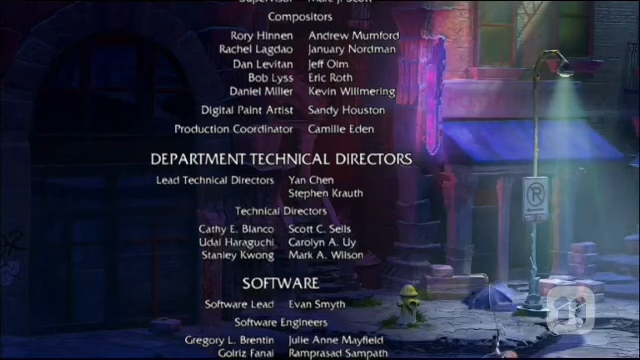 Supervisor Marc J. Scott
Compositors
Rory Hinnen Andrew Mumford
Rachel Lagdao January Nordman
Dan Levitan Jeff Olm
Bob Lyss Eric Roth
Daniel Miller Kevin Willmering
Digital Paint Artist Sandy Houston
Production Coordinator Camille Eden
DEPARTMENT TECHNICAL DIRECTORS
Lead Technical Directors Yan Chen
Stephen Krauth
Technical Directors
Cathy E. Blanco Scott C. Sells
Udai Haraguchi Carolyn A. Uy
Stanley Kwong Mark A. Wilson
SOFTWARE
Software Lead Evan Smyth
Software Engineers
Gregory L. Brentin Julie Anne Mayfield
Golriz Fanai Ramprasad Sampath